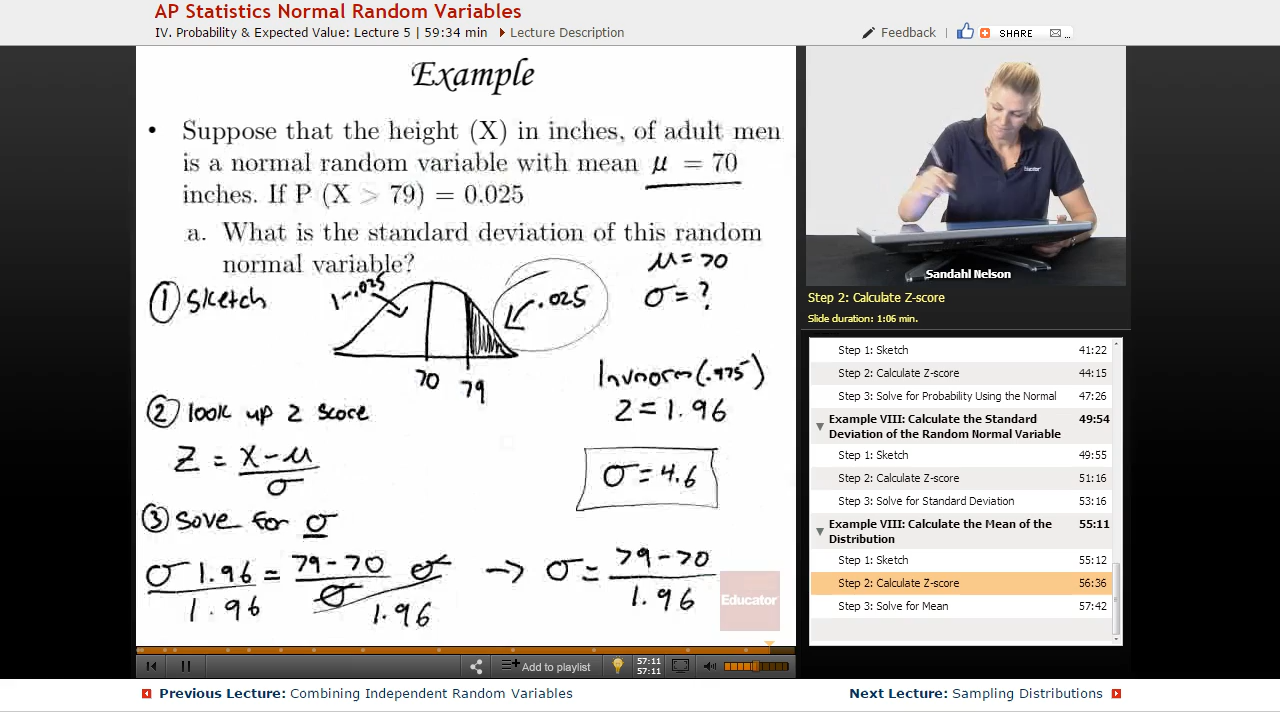 AP Statistics Normal Random Variables
IV. Probability & Expected Value: Lecture 5 | 59:34 min Lecture Description
Feedback | SHARE ...
Example
• Suppose that the height (X) in inches, of adult men
is a normal random variable with mean μ = 70
inches. If P (X > 79) = 0.025
a. What is the standard deviation of this random
normal variable?
μ = 70
σ = ?
① Sketch
1-.025
.025
70
79
Invnorm(.975)
② look up z score
Z = 1.96
Z = X - μ / σ
σ = 4.6
③ Sove for σ
σ 1.96 / 1.96 = 79 - 70 / σ σ / 1.96 → σ = 79 - 70 / 1.96
Educator
Educator
Sandahl Nelson
Step 2: Calculate Z-score
Slide duration: 1:06 min.
Step 1: Sketch 41:22
Step 2: Calculate Z-score 44:15
Step 3: Solve for Probability Using the Normal 47:26
Example VIII: Calculate the Standard 49:54
Deviation of the Random Normal Variable
Step 1: Sketch 49:55
Step 2: Calculate Z-score 51:16
Step 3: Solve for Standard Deviation 53:16
Example VIII: Calculate the Mean of the 55:11
Distribution
Step 1: Sketch 55:12
Step 2: Calculate Z-score 56:36
Step 3: Solve for Mean 57:42
Add to playlist
57:11
57:11
Previous Lecture: Combining Independent Random Variables
Next Lecture: Sampling Distributions